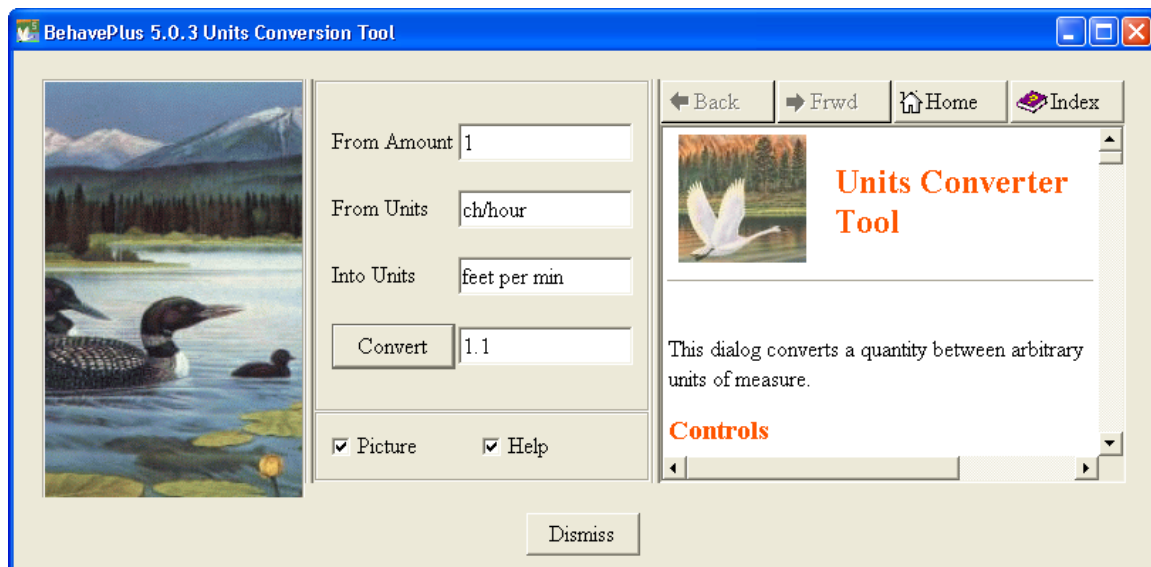 BehavePlus 5.0.3 Units Conversion Tool
From Amount 1
From Units ch/hour
Into Units feet per min
Convert 1.1
Picture Help
Back Frwd Home Index
Units Converter
Tool
This dialog converts a quantity between arbitrary
units of measure.
Controls
Dismiss